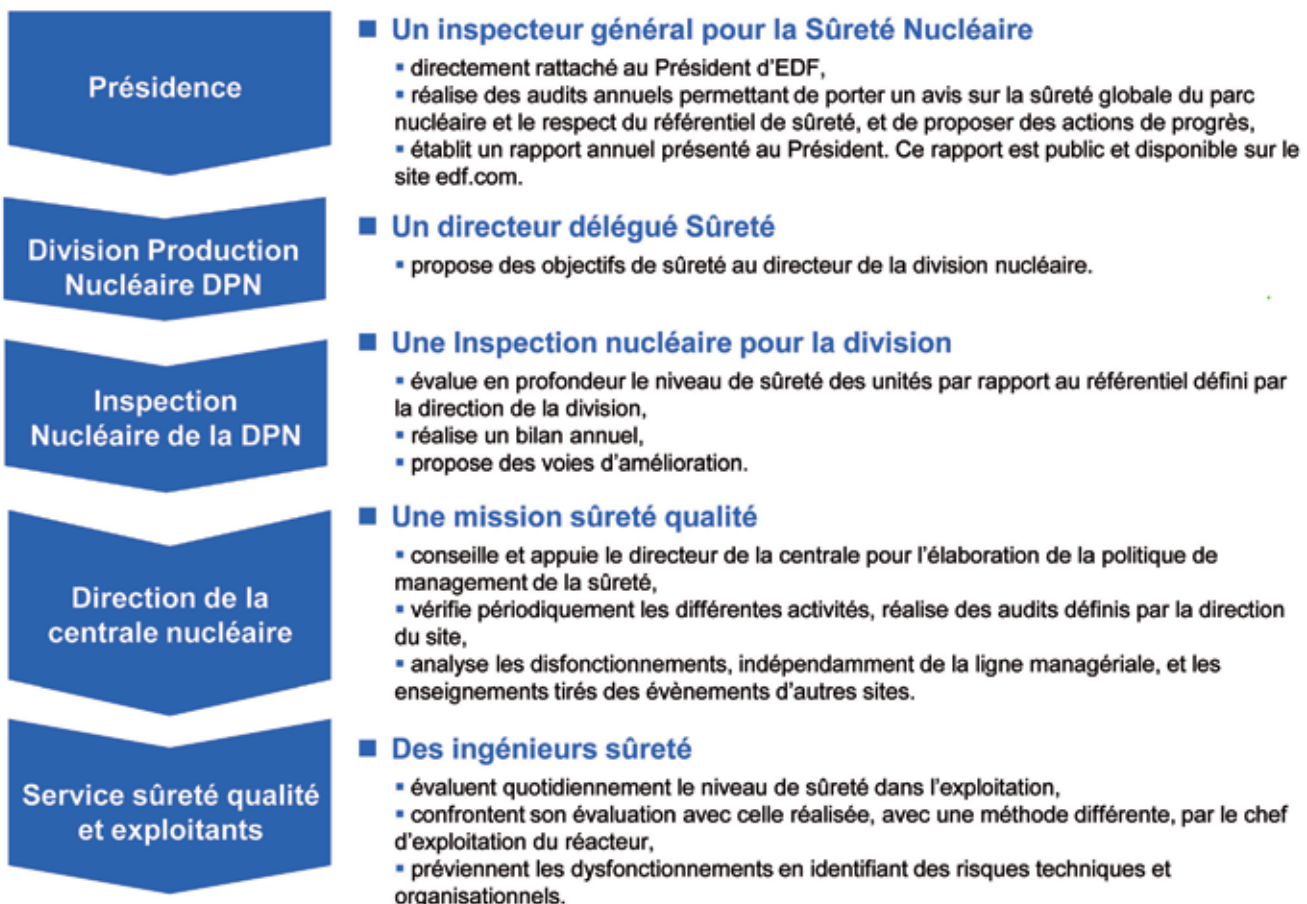 Présidence
■ Un inspecteur général pour la Sûreté Nucléaire
▪ directement rattaché au Président d'EDF,
▪ réalise des audits annuels permettant de porter un avis sur la sûreté globale du parc
nucléaire et le respect du référentiel de sûreté, et de proposer des actions de progrès,
▪ établit un rapport annuel présenté au Président. Ce rapport est public et disponible sur le
site edf.com.
Division Production
Nucléaire DPN
■ Un directeur délégué Sûreté
▪ propose des objectifs de sûreté au directeur de la division nucléaire.
Inspection
Nucléaire de la DPN
■ Une Inspection nucléaire pour la division
▪ évalue en profondeur le niveau de sûreté des unités par rapport au référentiel défini par
la direction de la division,
▪ réalise un bilan annuel,
▪ propose des voies d'amélioration.
Direction de la
centrale nucléaire
■ Une mission sûreté qualité
▪ conseille et appuie le directeur de la centrale pour l'élaboration de la politique de
management de la sûreté,
▪ vérifie périodiquement les différentes activités, réalise des audits définis par la direction
du site,
▪ analyse les disfonctionnements, indépendamment de la ligne managériale, et les
enseignements tirés des évènements d'autres sites.
Service sûreté qualité
et exploitants
■ Des ingénieurs sûreté
▪ évaluent quotidiennement le niveau de sûreté dans l'exploitation,
▪ confrontent son évaluation avec celle réalisée, avec une méthode différente, par le chef
d'exploitation du réacteur,
▪ préviennent les dysfonctionnements en identifiant des risques techniques et
organisationnels.